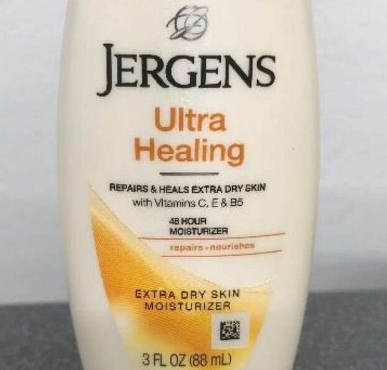 JERGENS
Ultra
Healing
REPAIRS & HEALS EXTRA DRY SKIN
with Vitamins C, E & B5
48 HOUR
MOISTURIZER
repairs - nourishes
EXTRA DRY SKIN
MOISTURIZER
3 FL OZ (88 mL)